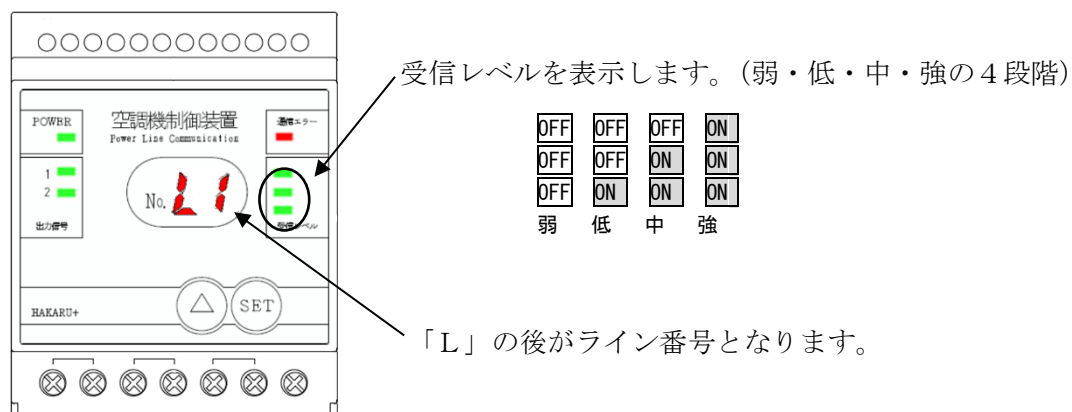 受信レベルを表示します。（弱・低・中・強の４段階）
POWER
空調機制御装置
Power Line Communication
通信エラー
OFF OFF OFF ON
OFF OFF ON ON
OFF ON ON ON
弱 低 中 強
1
2
No. L1
出力信号
受信レベル
HAKARU+
△ SET
「Ｌ」の後がライン番号となります。